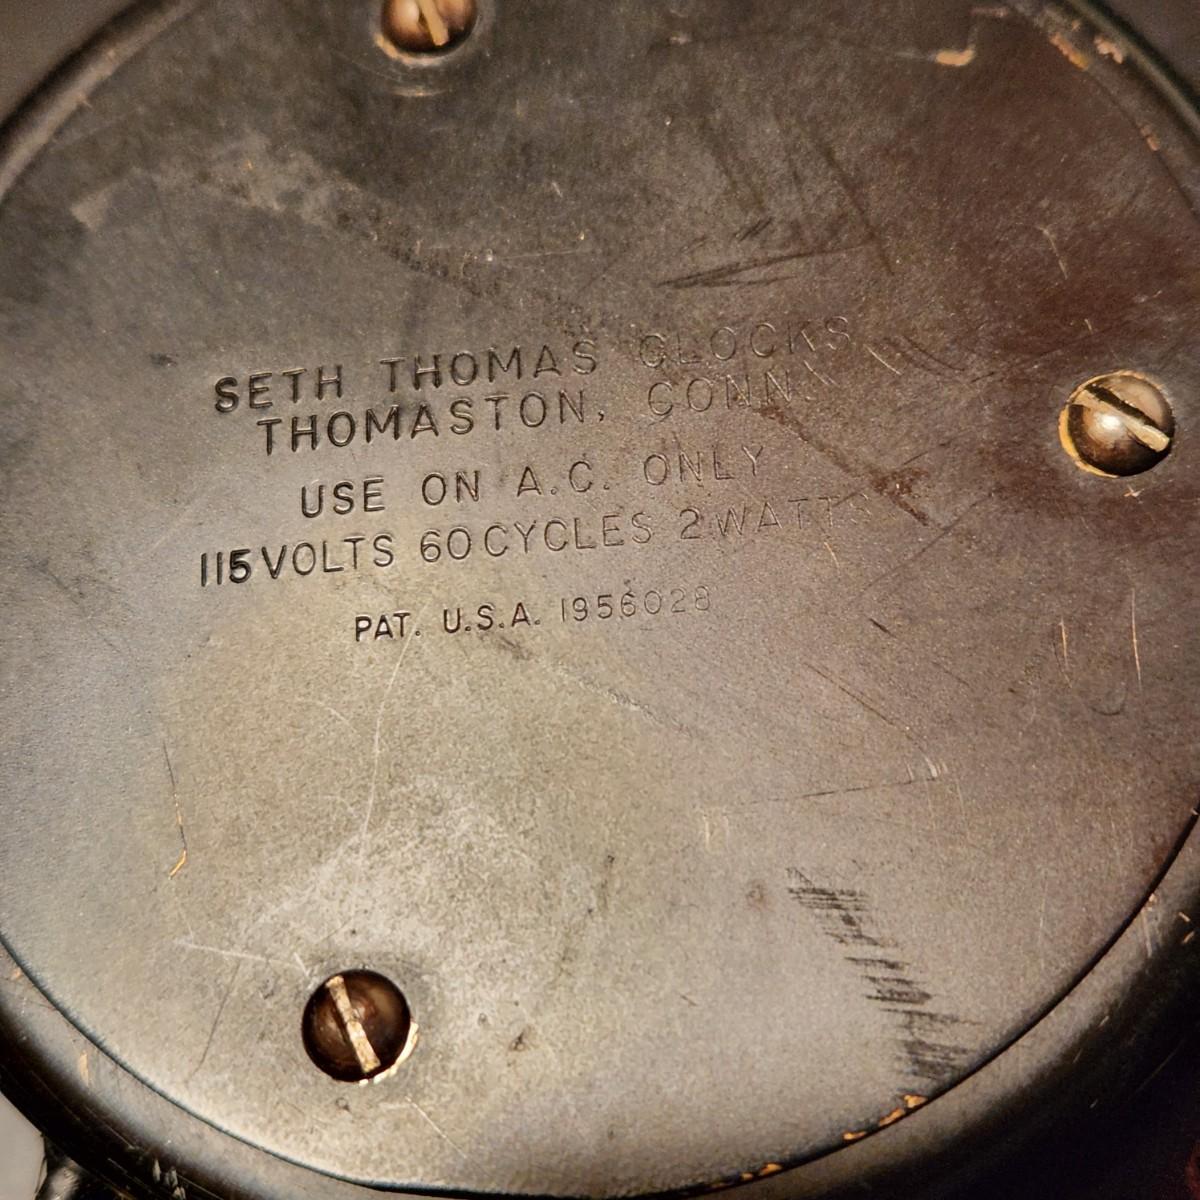 SETH THOMAS CLOCKS
THOMASTON, CONN.
USE ON A.C. ONLY
115 VOLTS 60 CYCLES 2 WATTS
PAT. U.S.A. 1956028